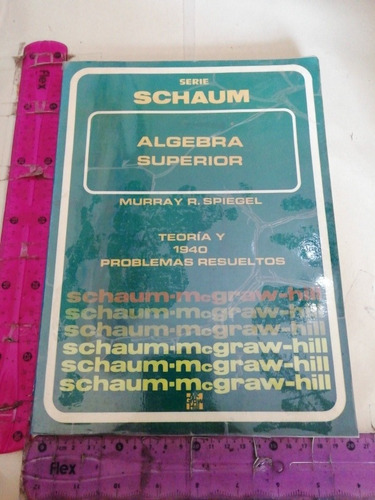 SERIE
SCHAUM
ALGEBRA
SUPERIOR
MURRAY R. SPIEGEL
TEORÍA Y
1940
PROBLEMAS RESUELTOS
schaum·mcgraw-hill
schaum·mcgraw-hill
schaum·mcgraw-hill
schaum·mcgraw-hill
schaum·mcgraw-hill
schaum·mcgraw-hill
Flex
Flex